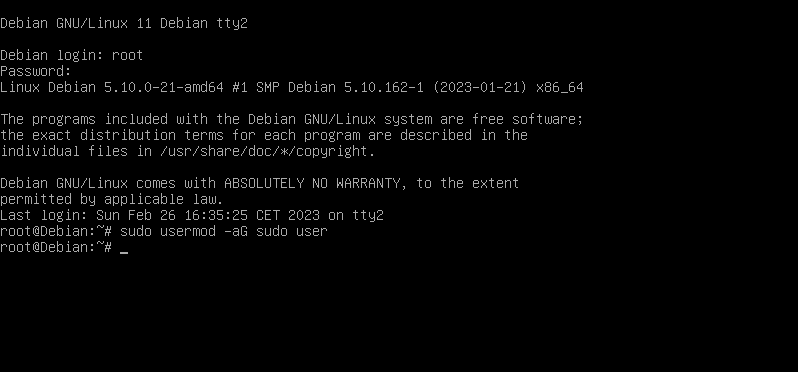 Debian GNU/Linux 11 Debian tty2
Debian login: root
Password:
Linux Debian 5.10.0-21-amd64 #1 SMP Debian 5.10.162-1 (2023-01-21) x86_64
The programs included with the Debian GNU/Linux system are free software;
the exact distribution terms for each program are described in the
individual files in /usr/share/doc/*/copyright.
Debian GNU/Linux comes with ABSOLUTELY NO WARRANTY, to the extent
permitted by applicable law.
Last login: Sun Feb 26 16:35:25 CET 2023 on tty2
root@Debian:~# sudo usermod -aG sudo user
root@Debian:~# _